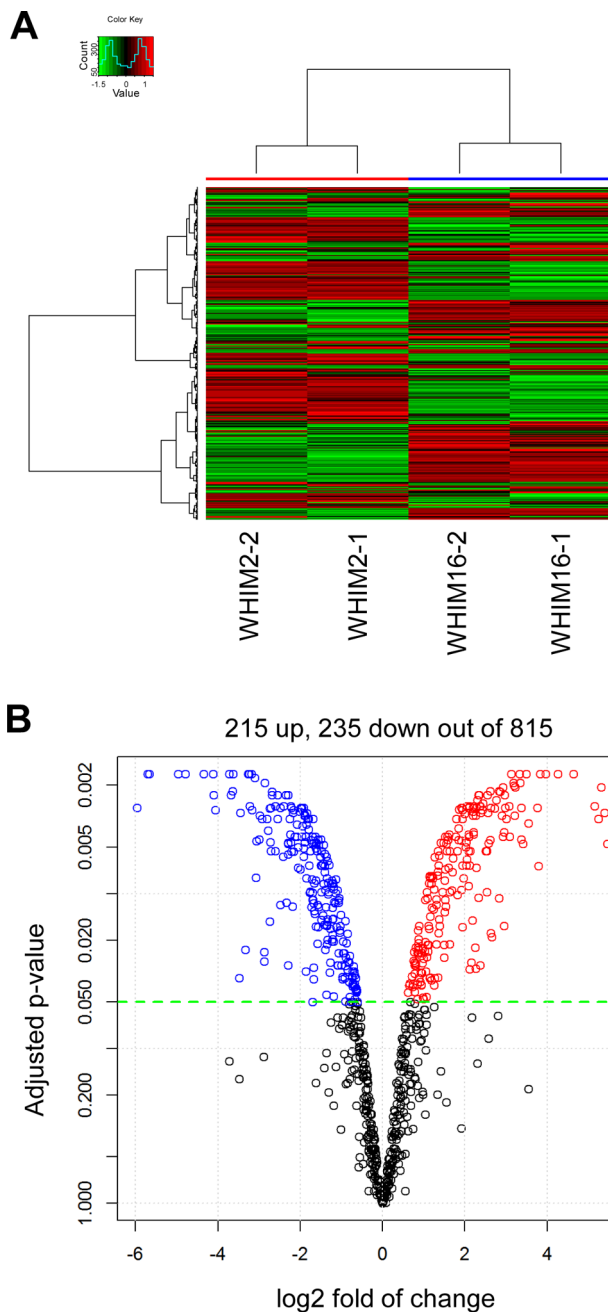 A
Color Key
Count
50 300
-1.5 0 1
Value
WHIM2-2
WHIM2-1
WHIM16-2
WHIM16-1
B
215 up, 235 down out of 815
Adjusted p-value
0.002
0.005
0.020
0.050
0.200
1.000
-6 -4 -2 0 2 4
log2 fold of change